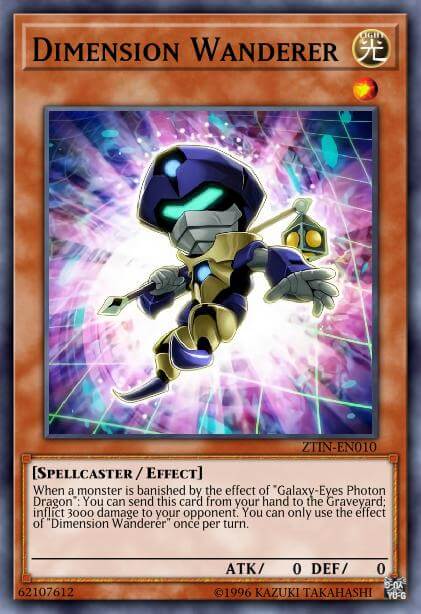 DIMENSION WANDERER
LIGHT
光
ZTIN-EN010
[SPELLCASTER / EFFECT]
When a monster is banished by the effect of "Galaxy-Eyes Photon
Dragon": You can send this card from your hand to the Graveyard;
inflict 3000 damage to your opponent. You can only use the effect
of "Dimension Wanderer" once per turn.
ATK/ 0 DEF/ 0
62107612
©1996 KAZUKI TAKAHASHI